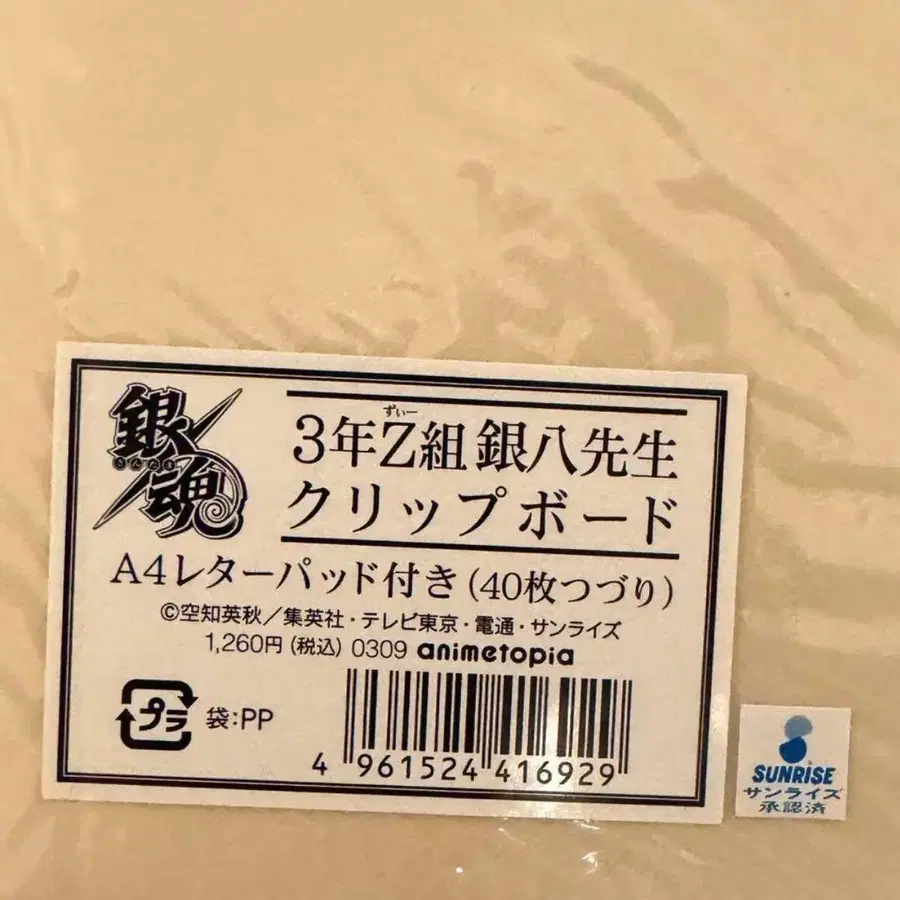 銀魂
ぎんたま
ずぃー
3年Z組 銀八先生
クリップボード
A4レターパッド付き(40枚つづり)
©空知英秋/集英社・テレビ東京・電通・サンライズ
1,260円(税込) 0309 animetopia
プラ 袋:PP
4 961524 416929
SUNRISE
サンライズ
承認済